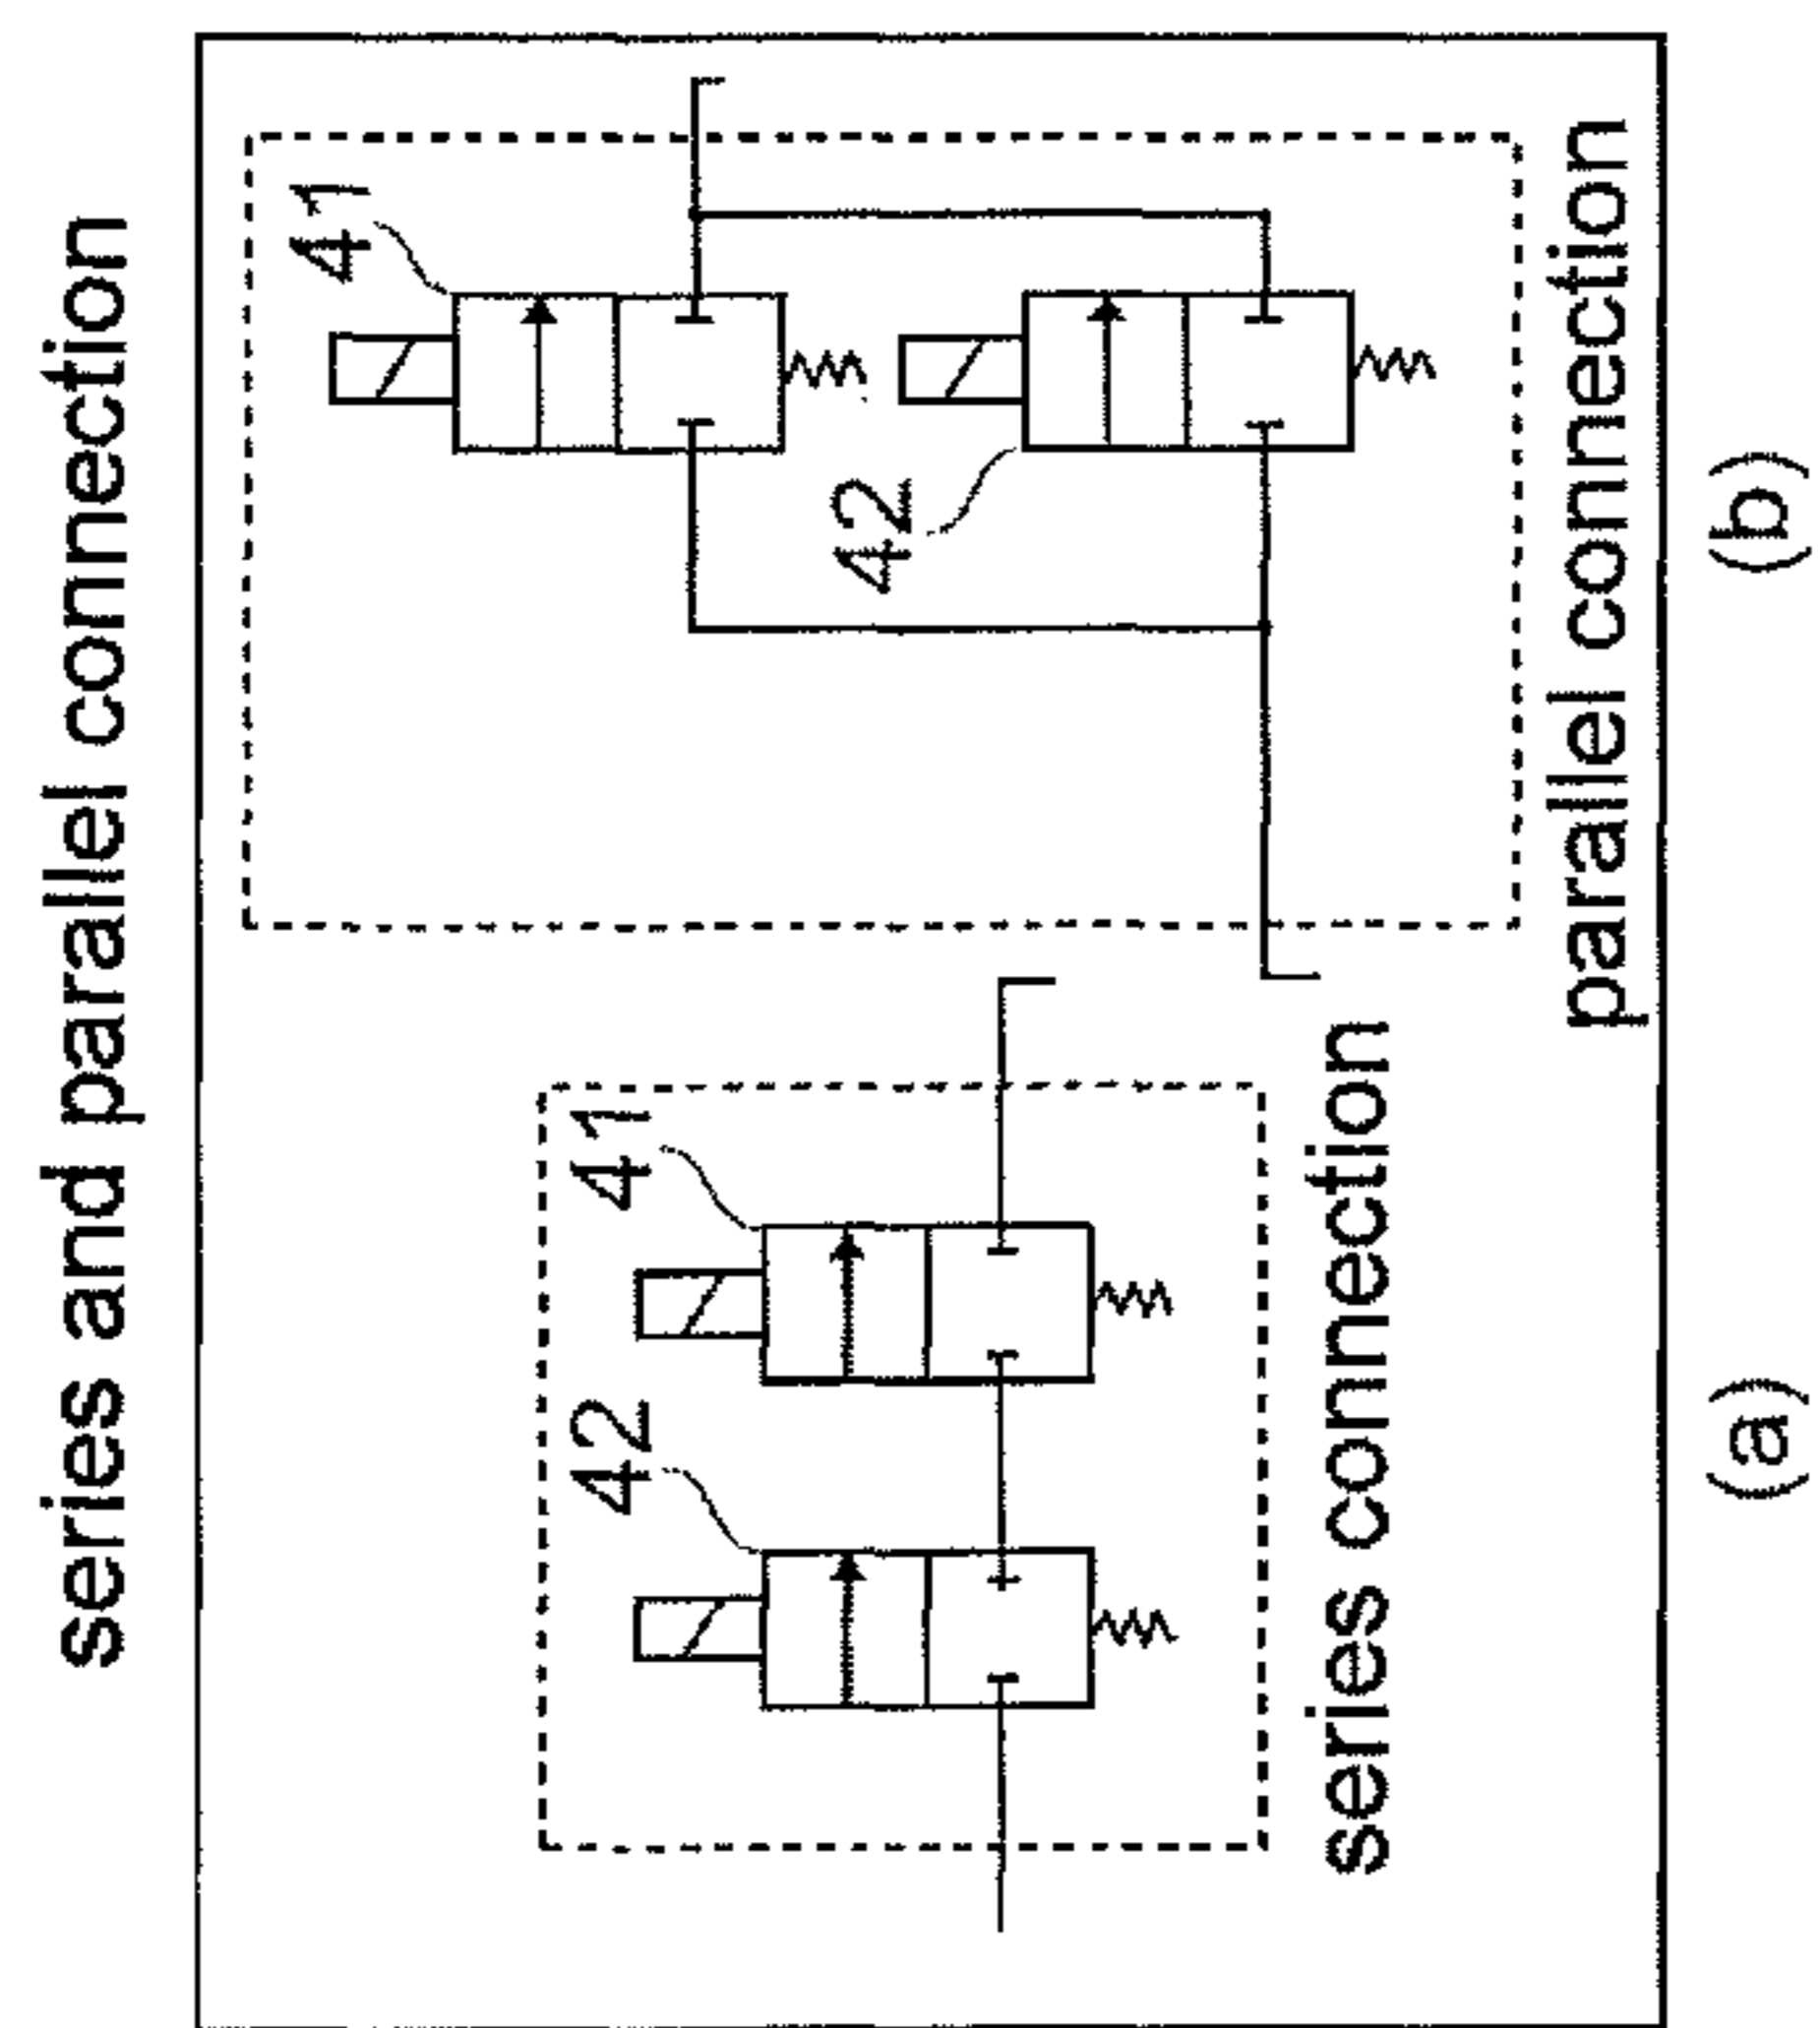 series and parallel connection
42
41
series connection
(a)
41
42
parallel connection
(b)